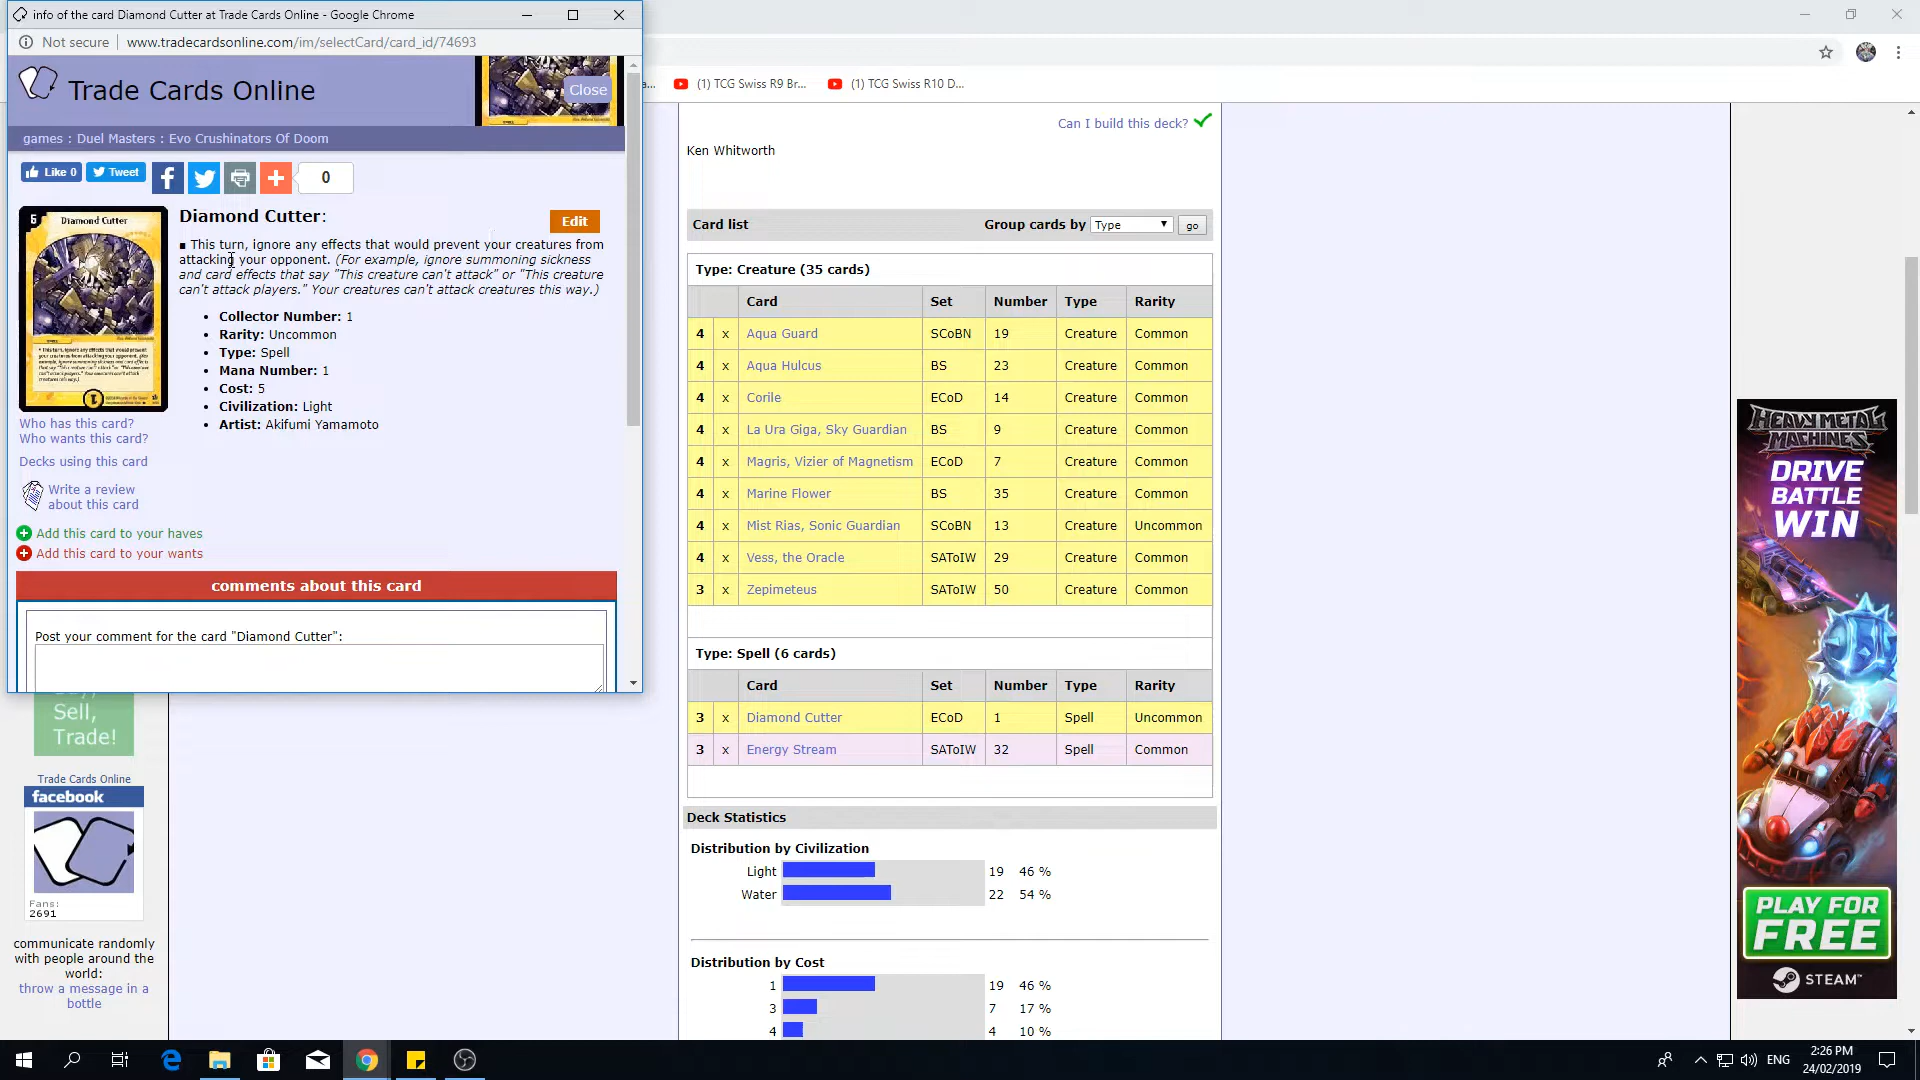 info of the card Diamond Cutter at Trade Cards Online - Google Chrome
Not secure | www.tradecardsonline.com/im/selectCard/card_id/74693
Trade Cards Online
Close
games : Duel Masters : Evo Crushinators Of Doom
Like 0
Tweet
0
5
Diamond Cutter
Diamond Cutter:
Edit
■ This turn, ignore any effects that would prevent your creatures from
attacking your opponent. (For example, ignore summoning sickness
and card effects that say "This creature can't attack" or "This creature
can't attack players." Your creatures can't attack creatures this way.)
• Collector Number: 1
• Rarity: Uncommon
• Type: Spell
• Mana Number: 1
• Cost: 5
• Civilization: Light
• Artist: Akifumi Yamamoto
Who has this card?
Who wants this card?
Decks using this card
Write a review
about this card
Add this card to your haves
Add this card to your wants
comments about this card
Post your comment for the card "Diamond Cutter":
Sell,
Trade!
Trade Cards Online
facebook
Fans:
2691
communicate randomly
with people around the
world:
throw a message in a
bottle
(1) TCG Swiss R9 Br...
(1) TCG Swiss R10 D...
Can I build this deck?
Ken Whitworth
Card list
Group cards by Type go
Type: Creature (35 cards)
Card Set Number Type Rarity
4 x Aqua Guard SCoBN 19 Creature Common
4 x Aqua Hulcus BS 23 Creature Common
4 x Corile ECoD 14 Creature Common
4 x La Ura Giga, Sky Guardian BS 9 Creature Common
4 x Magris, Vizier of Magnetism ECoD 7 Creature Common
4 x Marine Flower BS 35 Creature Common
4 x Mist Rias, Sonic Guardian SCoBN 13 Creature Uncommon
4 x Vess, the Oracle SAToIW 29 Creature Common
3 x Zepimeteus SAToIW 50 Creature Common
Type: Spell (6 cards)
Card Set Number Type Rarity
3 x Diamond Cutter ECoD 1 Spell Uncommon
3 x Energy Stream SAToIW 32 Spell Common
Deck Statistics
Distribution by Civilization
Light 19 46 %
Water 22 54 %
Distribution by Cost
1 19 46 %
3 7 17 %
4 4 10 %
HEAVY METAL
MACHINES
DRIVE
BATTLE
WIN
PLAY FOR
FREE
STEAM™
ENG
2:26 PM
24/02/2019